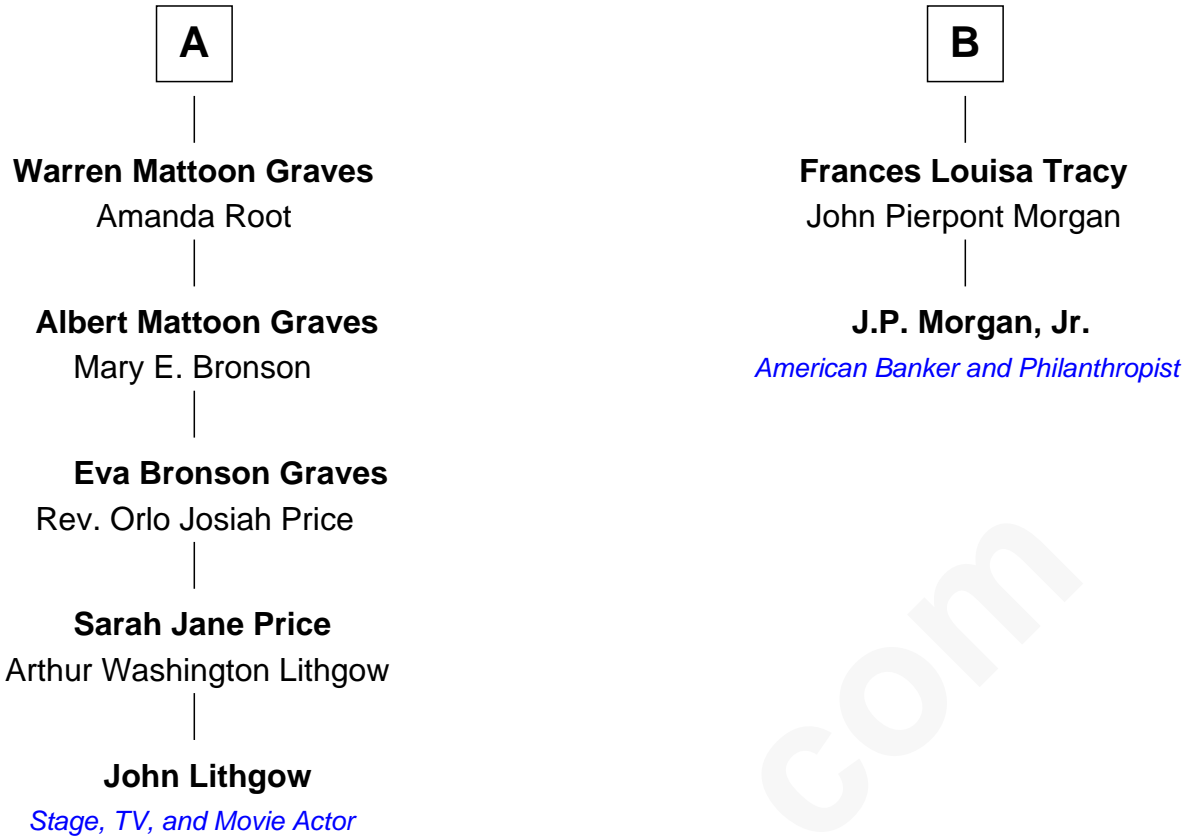 A
Warren Mattoon Graves
Amanda Root
Albert Mattoon Graves
Mary E. Bronson
Eva Bronson Graves
Rev. Orlo Josiah Price
Sarah Jane Price
Arthur Washington Lithgow
John Lithgow
Stage, TV, and Movie Actor
B
Frances Louisa Tracy
John Pierpont Morgan
J.P. Morgan, Jr.
American Banker and Philanthropist
com